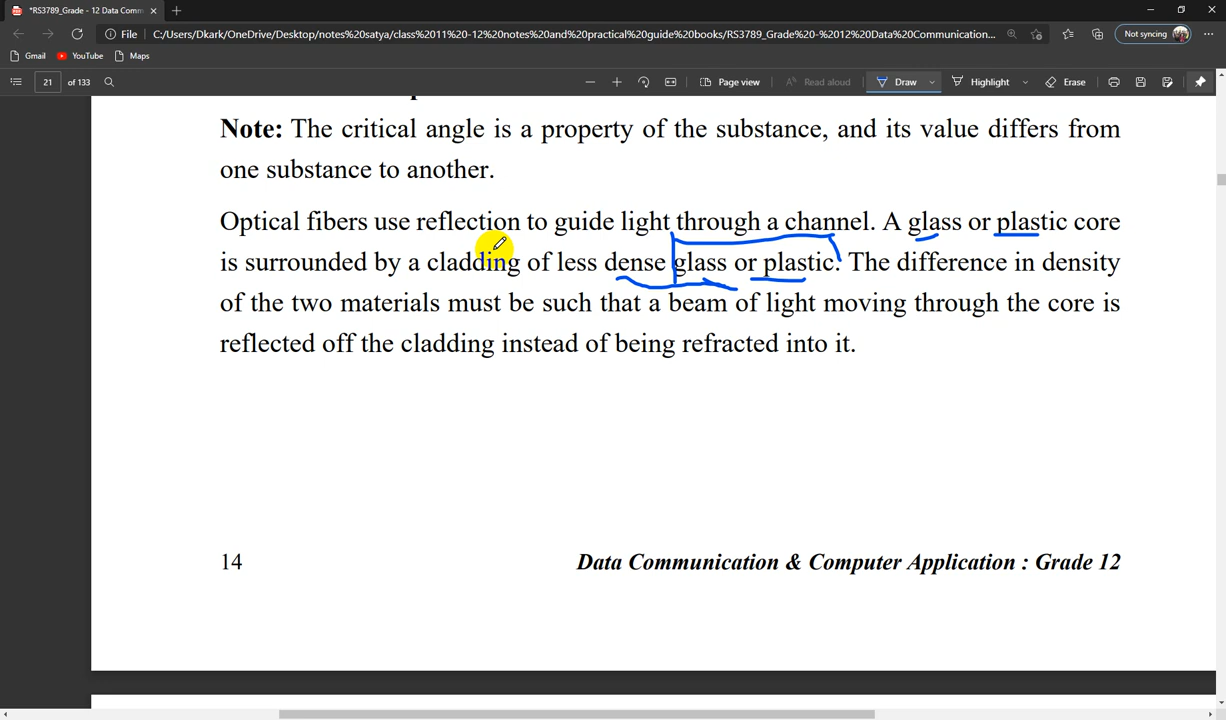 *RS3789_Grade - 12 Data Comm
File
C:/Users/Dkark/OneDrive/Desktop/notes%20satya/class%2011%20-12%20notes%20and%20practical%20guide%20books/RS3789_Grade%20-%2012%20Data%20Communication...
Not syncing
Gmail
YouTube
Maps
21 of 133
Page view
Read aloud
Draw
Highlight
Erase
Note: The critical angle is a property of the substance, and its value differs from
one substance to another.
Optical fibers use reflection to guide light through a channel. A glass or plastic core
is surrounded by a cladding of less dense glass or plastic. The difference in density
of the two materials must be such that a beam of light moving through the core is
reflected off the cladding instead of being refracted into it.
14
Data Communication & Computer Application : Grade 12